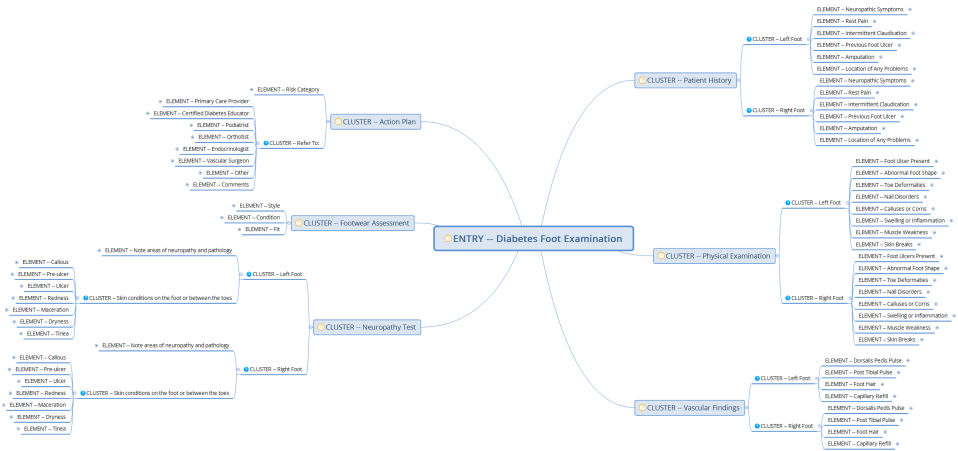 ENTRY -- Diabetes Foot Examination
CLUSTER -- Patient History
CLUSTER -- Left Foot
ELEMENT -- Neuropathic Symptoms
ELEMENT -- Rest Pain
ELEMENT -- Intermittent Claudication
ELEMENT -- Previous Foot Ulcer
ELEMENT -- Amputation
ELEMENT -- Location of Any Problems
CLUSTER -- Right Foot
ELEMENT -- Neuropathic Symptoms
ELEMENT -- Rest Pain
ELEMENT -- Intermittent Claudication
ELEMENT -- Previous Foot Ulcer
ELEMENT -- Amputation
ELEMENT -- Location of Any Problems
CLUSTER -- Physical Examination
CLUSTER -- Left Foot
ELEMENT -- Foot Ulcer Present
ELEMENT -- Abnormal Foot Shape
ELEMENT -- Toe Deformaties
ELEMENT -- Nail Disorders
ELEMENT -- Calluses or Corns
ELEMENT -- Swelling or Inflamation
ELEMENT -- Muscle Weakness
ELEMENT -- Skin Breaks
CLUSTER -- Right Foot
ELEMENT -- Foot Ulcers Present
ELEMENT -- Abnormal Foot Shape
ELEMENT -- Toe Deformities
ELEMENT -- Nail Disorders
ELEMENT -- Calluses or Corns
ELEMENT -- Swelling or Inflammation
ELEMENT -- Muscle Weakness
ELEMENT -- Skin Breaks
CLUSTER -- Vascular Findings
CLUSTER -- Left Foot
ELEMENT -- Dorsalis Pedis Pulse
ELEMENT -- Post Tibial Pulse
ELEMENT -- Foot Hair
ELEMENT -- Capillary Refill
CLUSTER -- Right Foot
ELEMENT -- Dorsalis Pedis Pulse
ELEMENT -- Post Tibial Pulse
ELEMENT -- Foot Hair
ELEMENT -- Capillary Refill
CLUSTER -- Action Plan
ELEMENT -- Risk Category
CLUSTER -- Refer To:
ELEMENT -- Primary Care Provider
ELEMENT -- Certified Diabetes Educator
ELEMENT -- Podiatrist
ELEMENT -- Orthotist
ELEMENT -- Endocrinologist
ELEMENT -- Vascular Surgeon
ELEMENT -- Other
ELEMENT -- Comments
CLUSTER -- Footwear Assessment
ELEMENT -- Style
ELEMENT -- Condition
ELEMENT -- Fit
CLUSTER -- Neuropathy Test
CLUSTER -- Left Foot
ELEMENT -- Note areas of neuropathy and pathology
CLUSTER -- Skin conditions on the foot or between the toes
ELEMENT -- Callous
ELEMENT -- Pre-ulcer
ELEMENT -- Ulcer
ELEMENT -- Redness
ELEMENT -- Maceration
ELEMENT -- Dryness
ELEMENT -- Tinea
CLUSTER -- Right Foot
ELEMENT -- Note areas of neuropathy and pathology
CLUSTER -- Skin conditions on the foot or between the toes
ELEMENT -- Callous
ELEMENT -- Pre-ulcer
ELEMENT -- Ulcer
ELEMENT -- Redness
ELEMENT -- Maceration
ELEMENT -- Dryness
ELEMENT -- Tinea